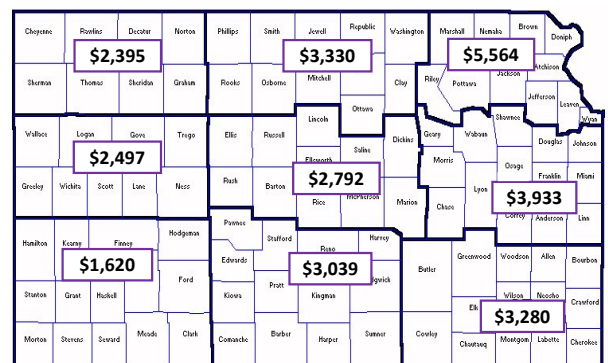 Cheyenne Rawlins Decatur Norton Phillips Smith Jewell Republic Washington Marshall Nemaha Brown Doniph
$2,395 $3,330 $5,564
Atchison
Sherman Thomas Sheridan Graham Rooks Osborne Mitchell Clay Riley Pottawa Jackson
Jefferson Leaven
Ottawa
Wyan
Lincoln Shawnee
Wallace Logan Gove Trego Ellis Russell Saline Dickins Geary Wabaun Douglas Johnson
$2,497 Ellsworth Morris Osage
$2,792 Franklin Miami
Greeley Wichita Scott Lane Ness Rush Barton Rice McPherson Marion Chase Lyon
$3,933
Coffey Anderson Linn
Pawnee
Hamilton Kearny Finney Hodgeman Stafford Reno Harvey
Edwards Butler Greenwood Woodson Allen Bourbon
$1,620 $3,039
Ford Pratt dgwick
Stanton Grant Haskell Kiowa Kingman Elk Wilson Neosho Crawford
$3,280
Morton Stevens Seward Meade Clark Comanche Barber Harper Sumner Cowley Chautauq Montgom Labette Cherokee